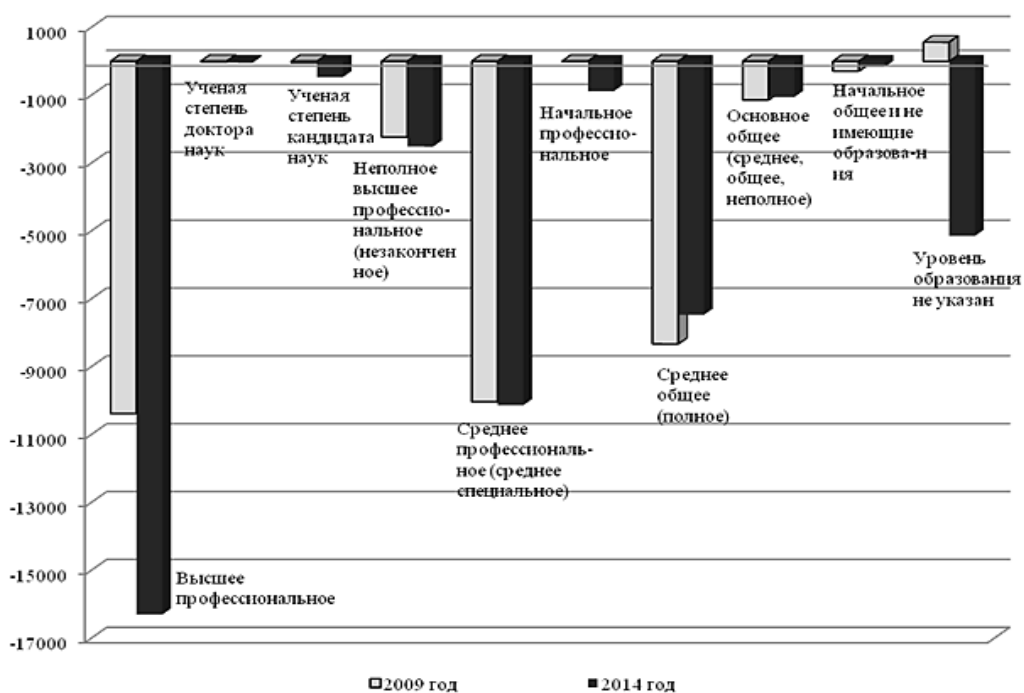 1000
-1000
-3000
-5000
-7000
-9000
-11000
-13000
-15000
-17000
Ученая
степень
доктора
наук
Ученая
степень
кандидата
наук
Неполное
высшее
профессио-
нальное
(незакончен
ное)
Начальное
профессио-
нальное
Основное
общее
(среднее,
общее,
неполное)
Начальное
общее и не
имеющие
образова-н
ия
Уровень
образования
не указан
Среднее
общее
(полное)
Среднее
профессиональ-
ное (среднее
специальное)
Высшее
профессиональное
2009 год
2014 год